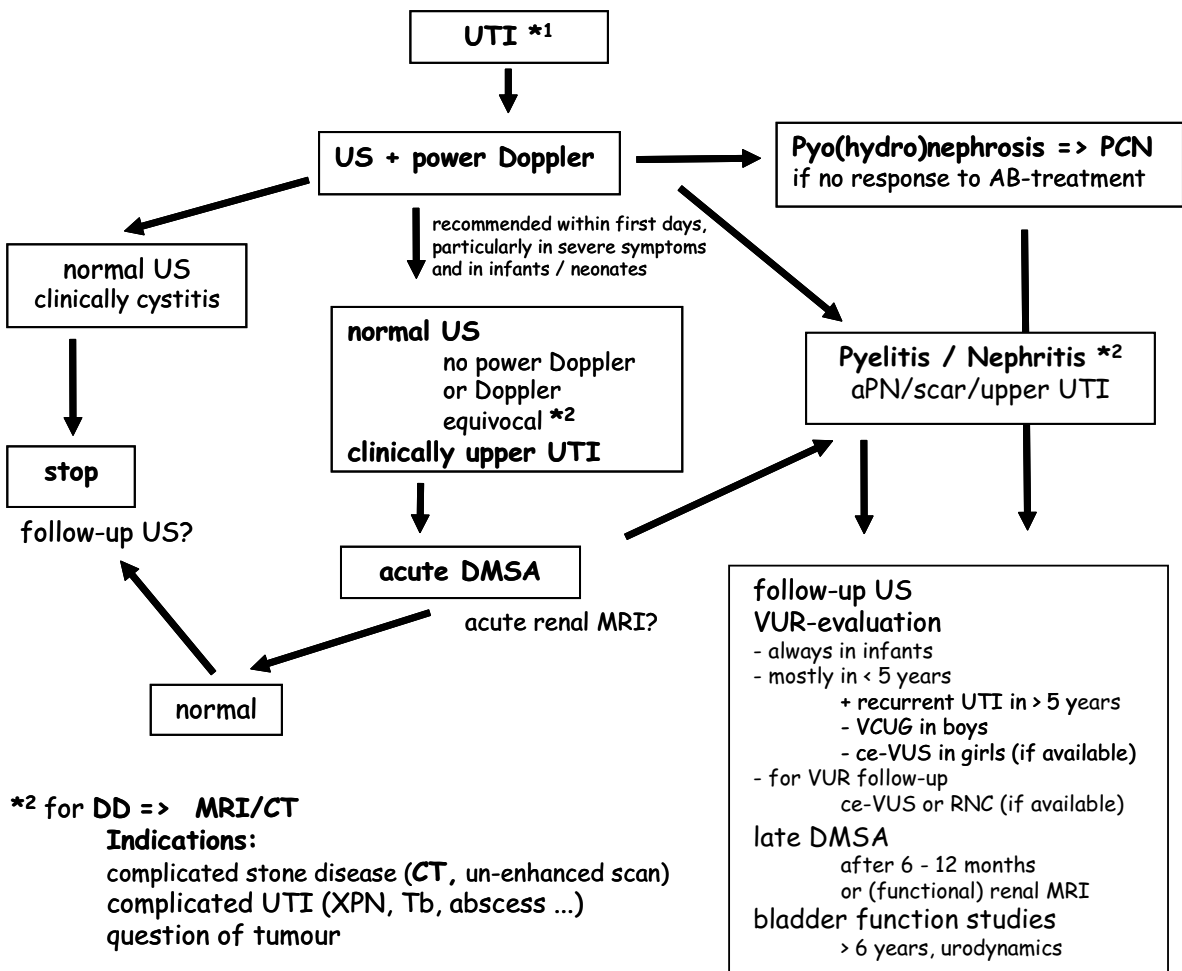 UTI *1
US + power Doppler
Pyo(hydro)nephrosis => PCN
if no response to AB-treatment
recommended within first days,
particularly in severe symptoms
and in infants / neonates
normal US
clinically cystitis
normal US
no power Doppler
or Doppler
equivocal *2
clinically upper UTI
Pyelitis / Nephritis *2
aPN/scar/upper UTI
stop
follow-up US?
acute DMSA
acute renal MRI?
normal
follow-up US
VUR-evaluation
- always in infants
- mostly in < 5 years
+ recurrent UTI in > 5 years
- VCUG in boys
- ce-VUS in girls (if available)
- for VUR follow-up
ce-VUS or RNC (if available)
late DMSA
after 6 - 12 months
or (functional) renal MRI
bladder function studies
> 6 years, urodynamics
*2 for DD => MRI/CT
Indications:
complicated stone disease (CT, un-enhanced scan)
complicated UTI (XPN, Tb, abscess ...)
question of tumour